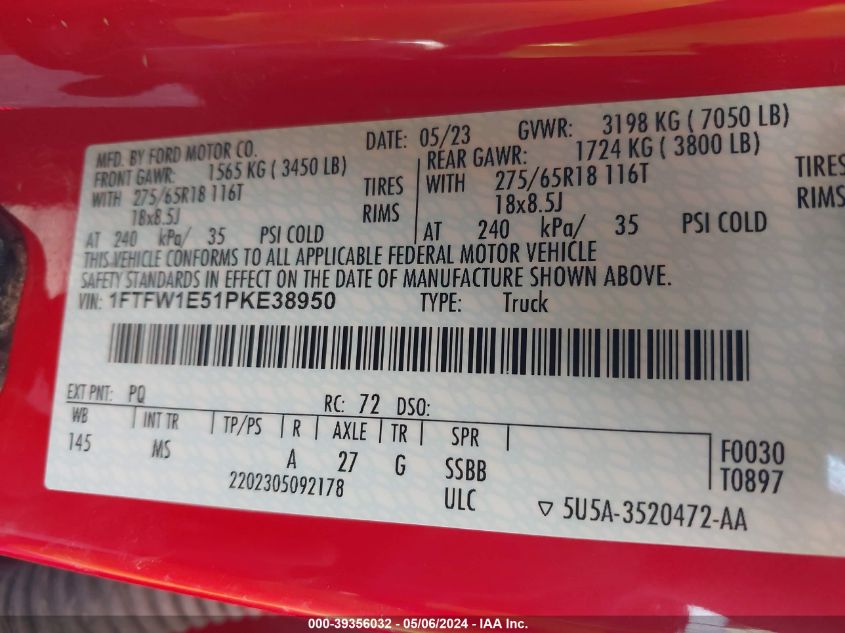 MFD. BY FORD MOTOR CO.
DATE: 05/23 GVWR: 3198 KG ( 7050 LB)
FRONT GAWR: 1565 KG ( 3450 LB)
REAR GAWR: 1724 KG ( 3800 LB)
WITH 275/65R18 116T TIRES
WITH 275/65R18 116T TIRES
18x8.5J RIMS
18x8.5J RIMS
AT 240 kPa/ 35 PSI COLD
AT 240 kPa/ 35 PSI COLD
THIS VEHICLE CONFORMS TO ALL APPLICABLE FEDERAL MOTOR VEHICLE
SAFETY STANDARDS IN EFFECT ON THE DATE OF MANUFACTURE SHOWN ABOVE.
VIN: 1FTFW1E51PKE38950 TYPE: Truck
EXT PNT: PQ RC: 72 DSO:
WB INT TR TP/PS R AXLE TR SPR
145 MS A 27 G SSBB
F0030
T0897
2202305092178 ULC
5U5A-3520472-AA
000-39356032 - 05/06/2024 - IAA Inc.